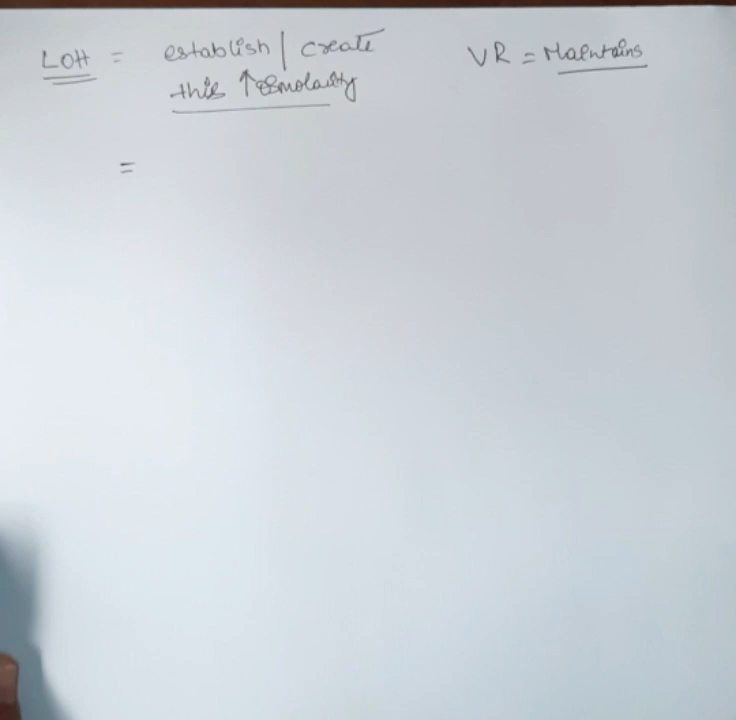 LOH = establish | create VR = Maintains
this ↑ osmolarity
=